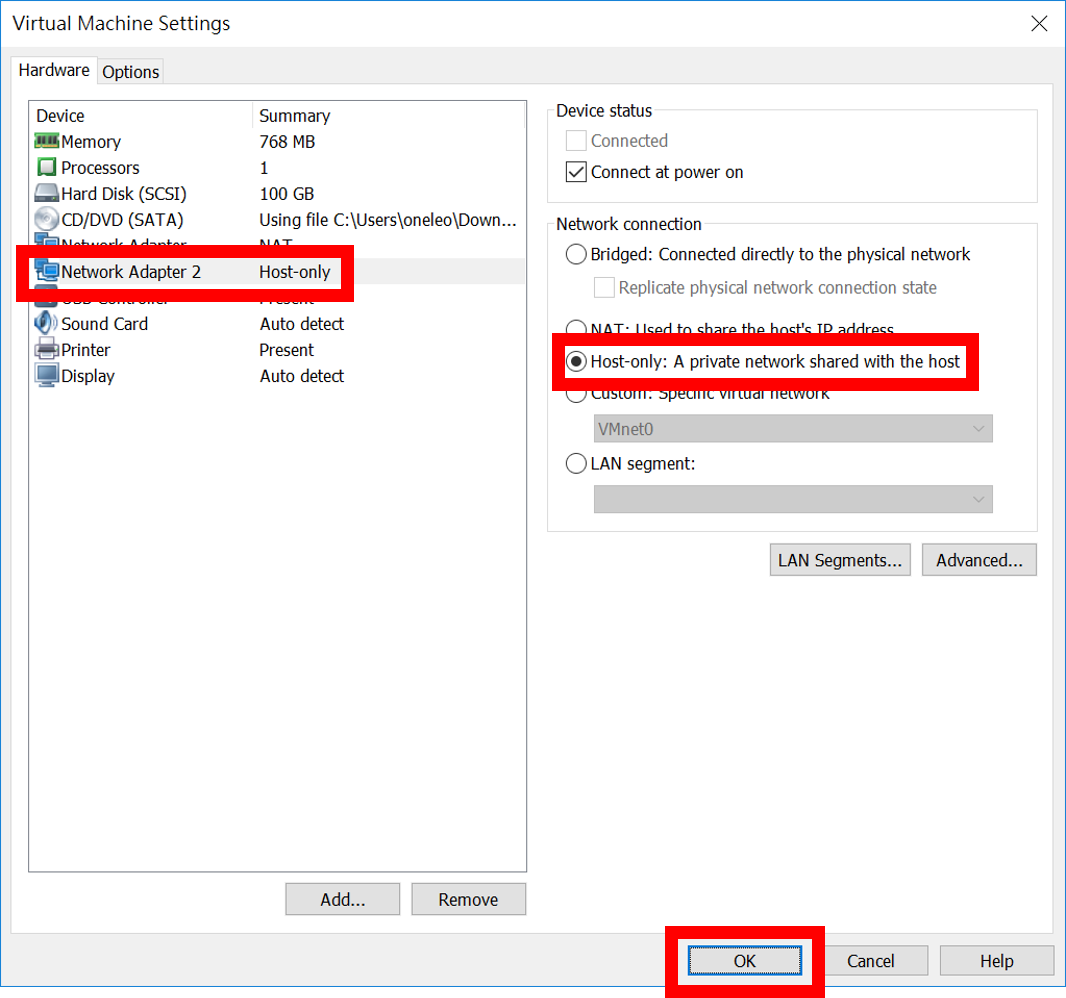 Virtual Machine Settings
Hardware Options
Device Summary
Memory 768 MB
Processors 1
Hard Disk (SCSI) 100 GB
CD/DVD (SATA) Using file C:\Users\oneleo\Down...
Network Adapter NAT
Network Adapter 2 Host-only
USB Controller Present
Sound Card Auto detect
Printer Present
Display Auto detect
Add... Remove
Device status
Connected
Connect at power on
Network connection
Bridged: Connected directly to the physical network
Replicate physical network connection state
NAT: Used to share the host's IP address
Host-only: A private network shared with the host
Custom: Specific virtual network
VMnet0
LAN segment:
LAN Segments... Advanced...
OK Cancel Help